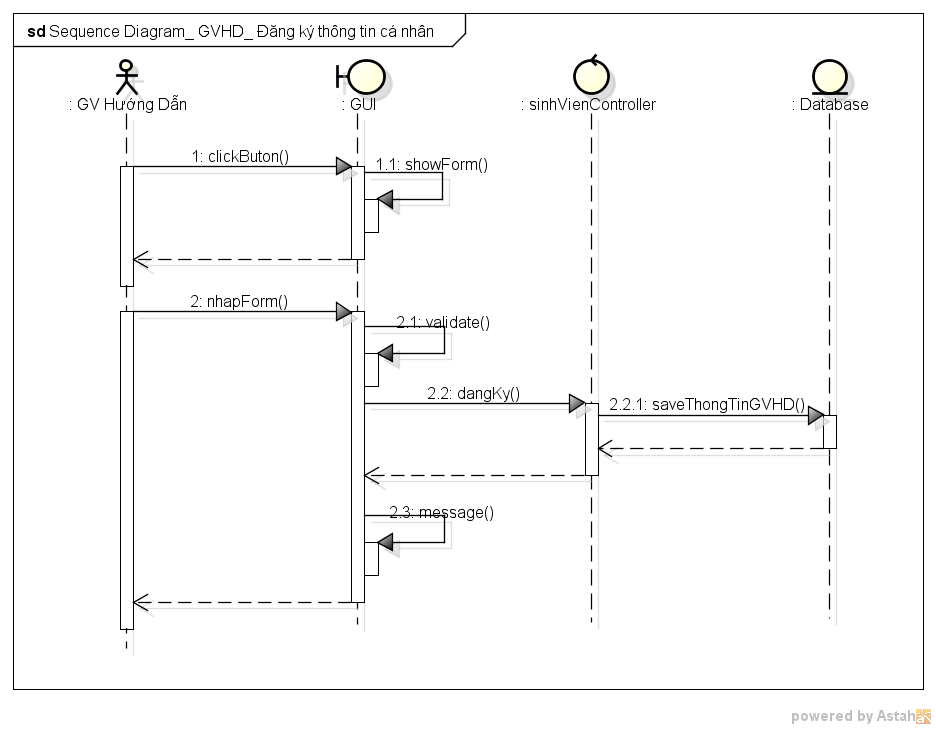 sd Sequence Diagram_ GVHD_ Đăng ký thông tin cá nhân
: GV Hướng Dẫn
: GUI
: sinhVienController
: Database
1: clickButon()
1.1: showForm()
2: nhapForm()
2.1: validate()
2.2: dangKy()
2.2.1: saveThongTinGVHD()
2.3: message()
powered by Astah